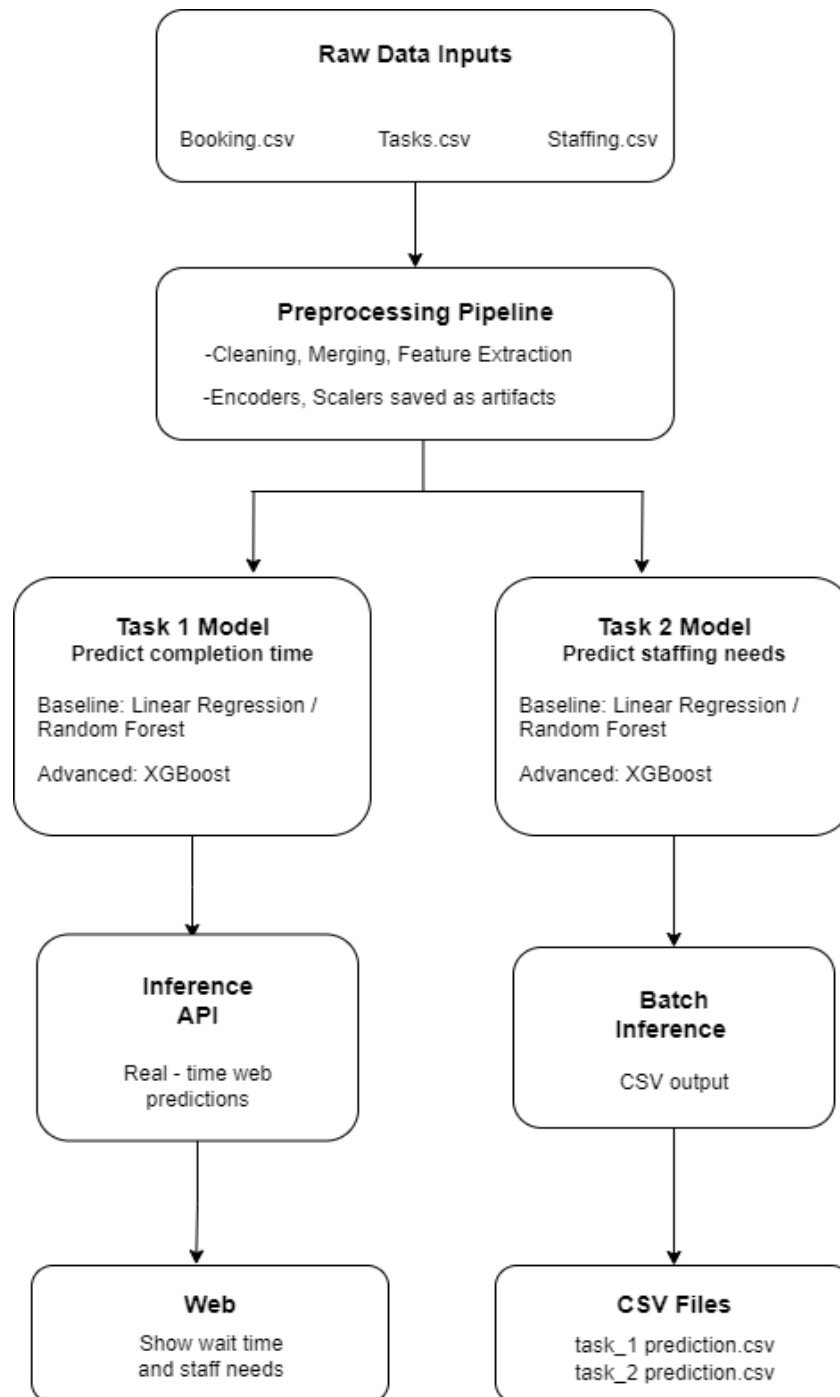 Raw Data Inputs
Booking.csv Tasks.csv Staffing.csv
Preprocessing Pipeline
-Cleaning, Merging, Feature Extraction
-Encoders, Scalers saved as artifacts
Task 1 Model
Predict completion time
Baseline: Linear Regression /
Random Forest
Advanced: XGBoost
Task 2 Model
Predict staffing needs
Baseline: Linear Regression /
Random Forest
Advanced: XGBoost
Inference
API
Real - time web
predictions
Batch
Inference
CSV output
Web
Show wait time
and staff needs
CSV Files
task_1 prediction.csv
task_2 prediction.csv